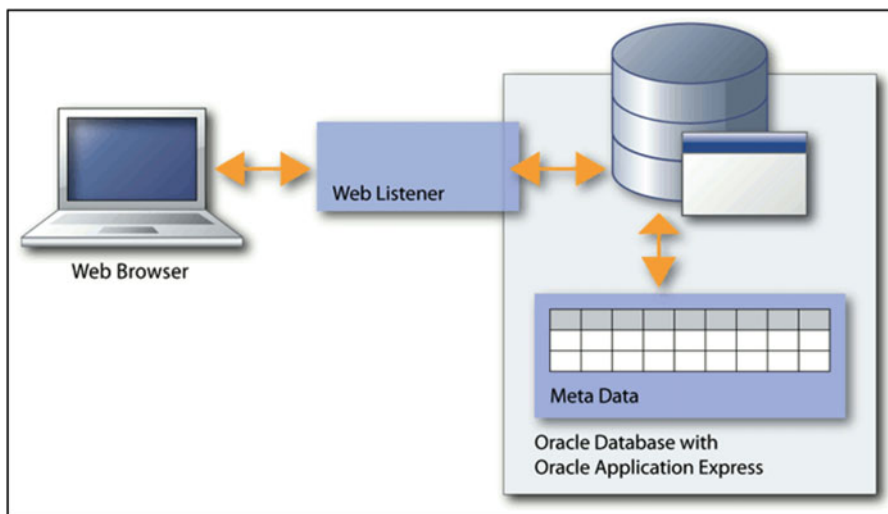 Web Browser
Web Listener
Meta Data
Oracle Database with
Oracle Application Express